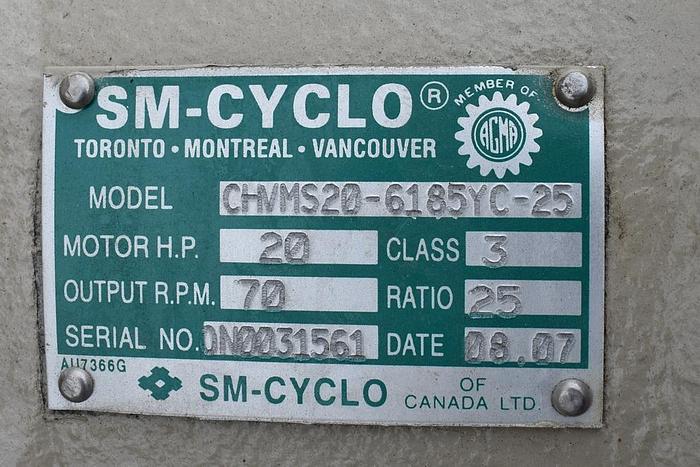 SM-CYCLO®
MEMBER OF
AGMA
TORONTO • MONTREAL • VANCOUVER
MODEL CHVMS20-6185YC-25
MOTOR H.P. 20 CLASS 3
OUTPUT R.P.M. 70 RATIO 25
SERIAL NO. QN0031561 DATE 08.07
AU7366G
SM-CYCLO OF CANADA LTD.